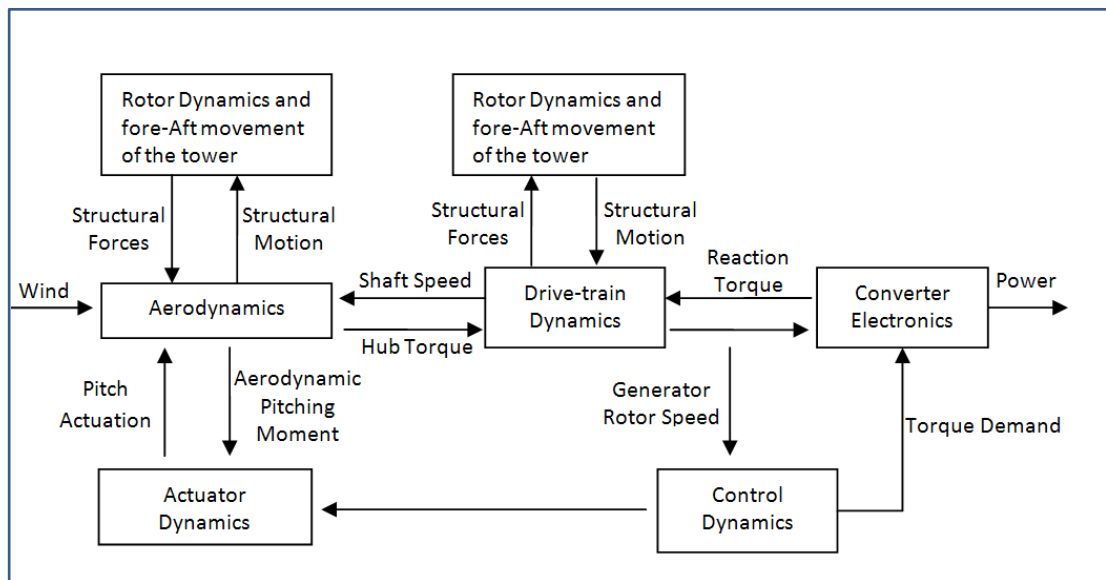 Rotor Dynamics and
fore-Aft movement
of the tower
Rotor Dynamics and
fore-Aft movement
of the tower
Structural
Forces
Structural
Motion
Structural
Forces
Structural
Motion
Wind
Aerodynamics
Shaft Speed
Hub Torque
Drive-train
Dynamics
Reaction
Torque
Converter
Electronics
Power
Pitch
Actuation
Aerodynamic
Pitching
Moment
Generator
Rotor Speed
Torque Demand
Actuator
Dynamics
Control
Dynamics